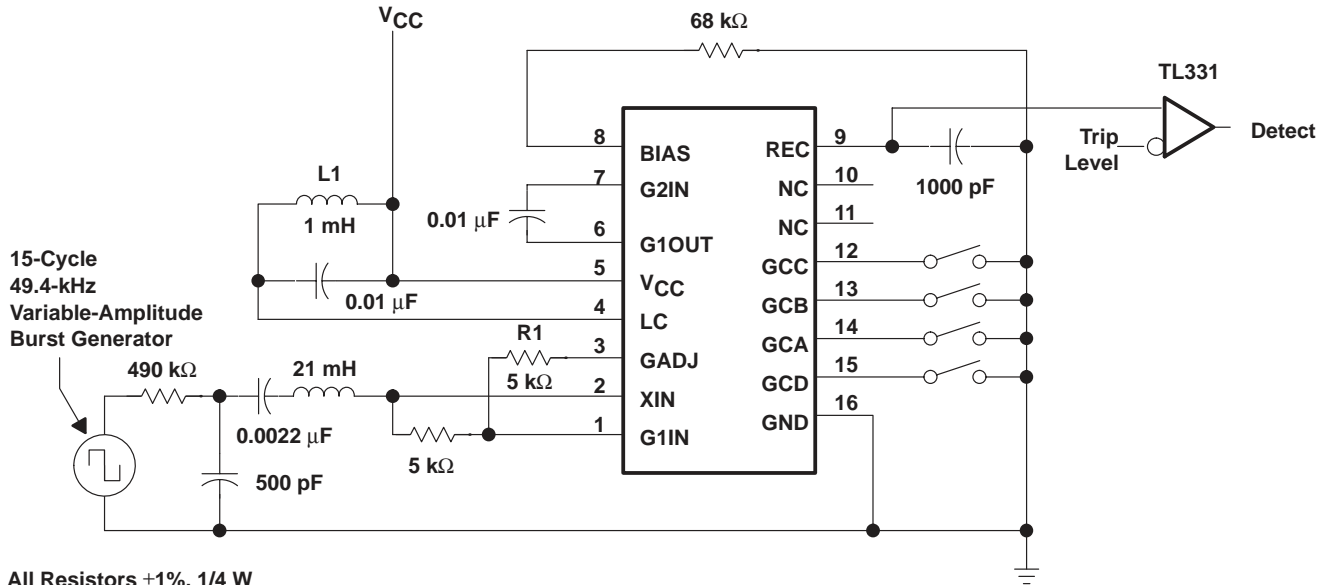 VCC
68 kΩ
TL331
Detect
Trip
Level
1000 pF
8
BIAS
7
G2IN
6
G1OUT
5
VCC
4
LC
3
GADJ
2
XIN
1
G1IN
REC
9
NC
10
NC
11
GCC
12
GCB
13
GCA
14
GCD
15
GND
16
L1
1 mH
0.01 μF
0.01 μF
R1
5 kΩ
15-Cycle
49.4-kHz
Variable-Amplitude
Burst Generator
490 kΩ
21 mH
0.0022 μF
5 kΩ
500 pF
All Resistors ±1%, 1/4 W